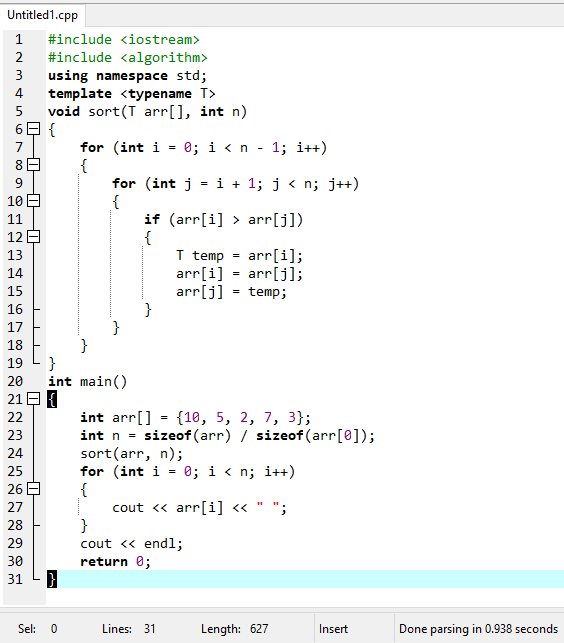 Untitled1.cpp
1 #include <iostream>
2 #include <algorithm>
3 using namespace std;
4 template <typename T>
5 void sort(T arr[], int n)
6 {
7     for (int i = 0; i < n - 1; i++)
8     {
9         for (int j = i + 1; j < n; j++)
10         {
11             if (arr[i] > arr[j])
12             {
13                 T temp = arr[i];
14                 arr[i] = arr[j];
15                 arr[j] = temp;
16             }
17         }
18     }
19 }
20 int main()
21 {
22     int arr[] = {10, 5, 2, 7, 3};
23     int n = sizeof(arr) / sizeof(arr[0]);
24     sort(arr, n);
25     for (int i = 0; i < n; i++)
26     {
27         cout << arr[i] << " ";
28     }
29     cout << endl;
30     return 0;
31 }
Sel: 0 Lines: 31 Length: 627 Insert Done parsing in 0.938 seconds